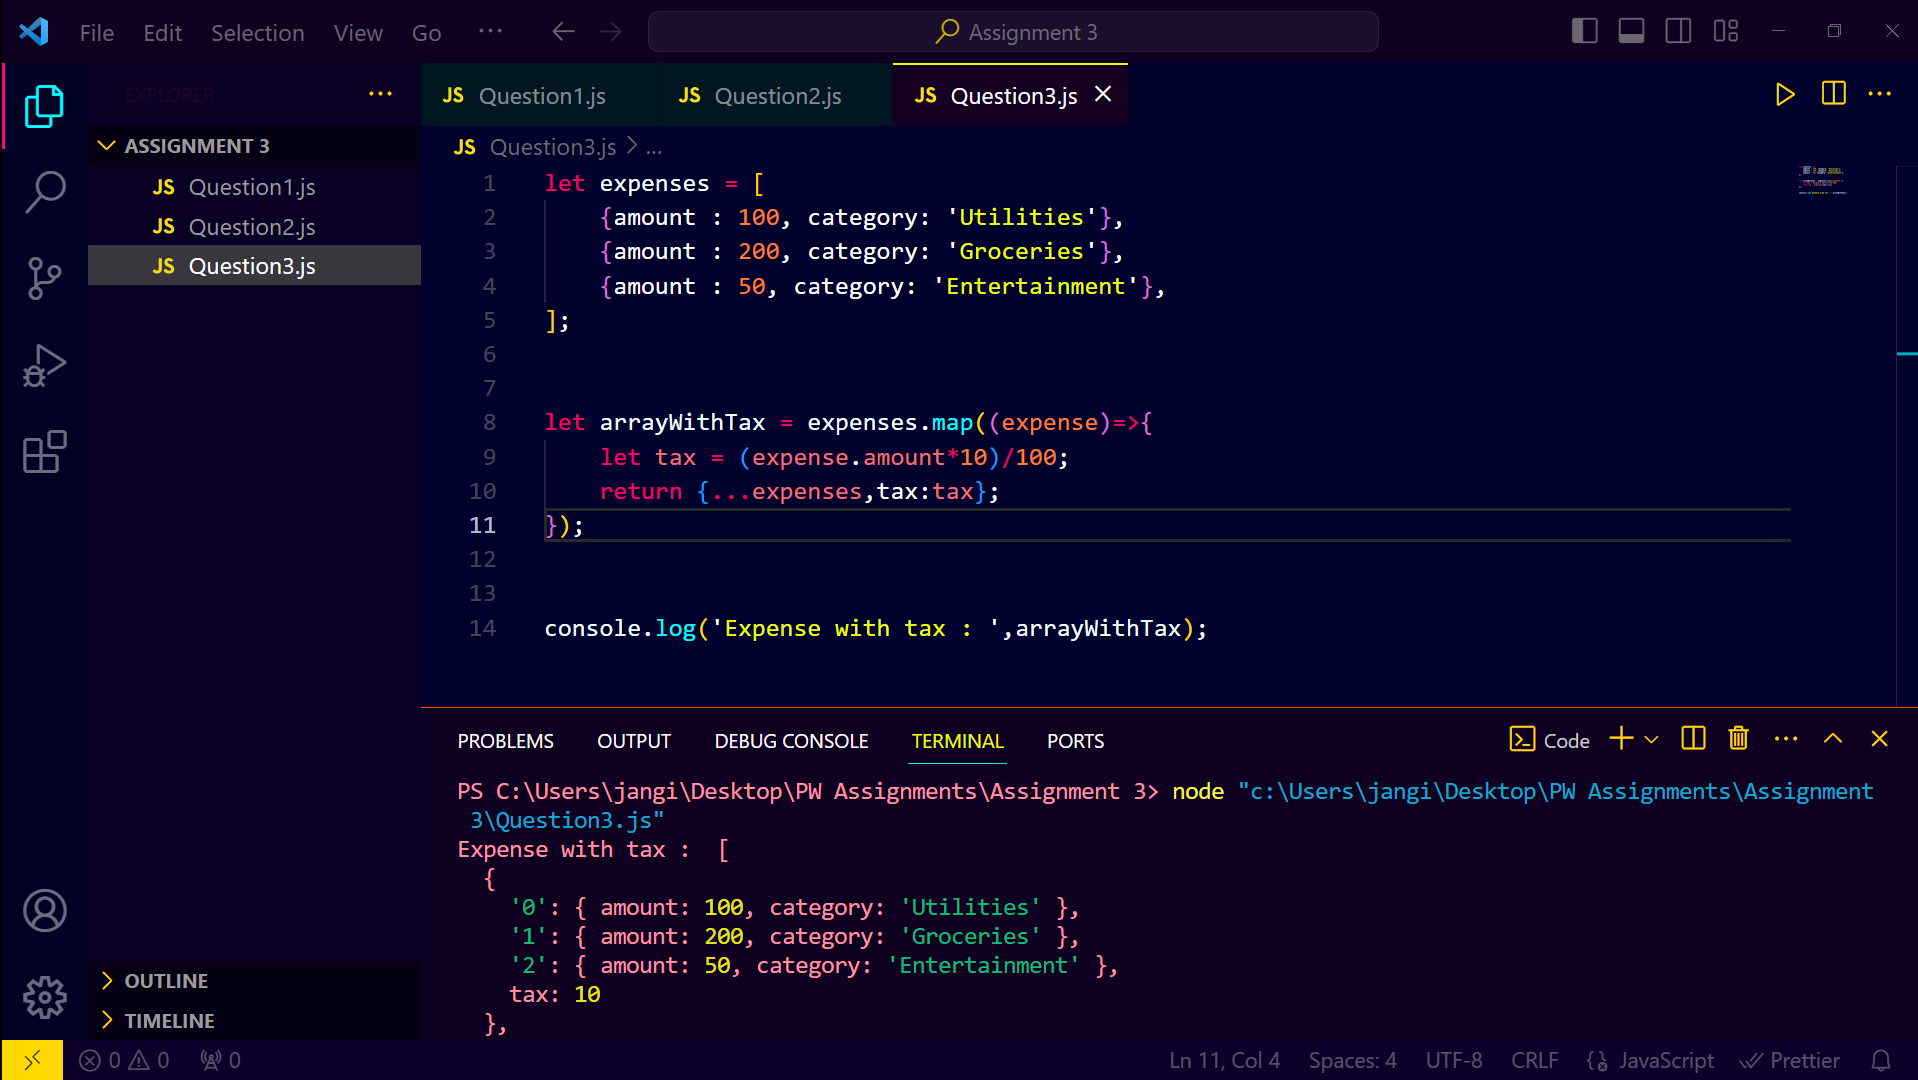 File Edit Selection View Go ... Assignment 3
EXPLORER ...
ASSIGNMENT 3
JS Question1.js
JS Question2.js
JS Question3.js
OUTLINE
TIMELINE
JS Question1.js JS Question2.js JS Question3.js
JS Question3.js > ...
1 let expenses = [
2 {amount : 100, category: 'Utilities'},
3 {amount : 200, category: 'Groceries'},
4 {amount : 50, category: 'Entertainment'},
5 ];
6
7
8 let arrayWithTax = expenses.map((expense)=>{
9 let tax = (expense.amount*10)/100;
10 return {...expenses,tax:tax};
11 });
12
13
14 console.log('Expense with tax : ',arrayWithTax);
PROBLEMS OUTPUT DEBUG CONSOLE TERMINAL PORTS Code
PS C:\Users\jangi\Desktop\PW Assignments\Assignment 3> node "c:\Users\jangi\Desktop\PW Assignments\Assignment
3\Question3.js"
Expense with tax :  [
{
'0': { amount: 100, category: 'Utilities' },
'1': { amount: 200, category: 'Groceries' },
'2': { amount: 50, category: 'Entertainment' },
tax: 10
},
0 0 0 Ln 11, Col 4 Spaces: 4 UTF-8 CRLF JavaScript Prettier